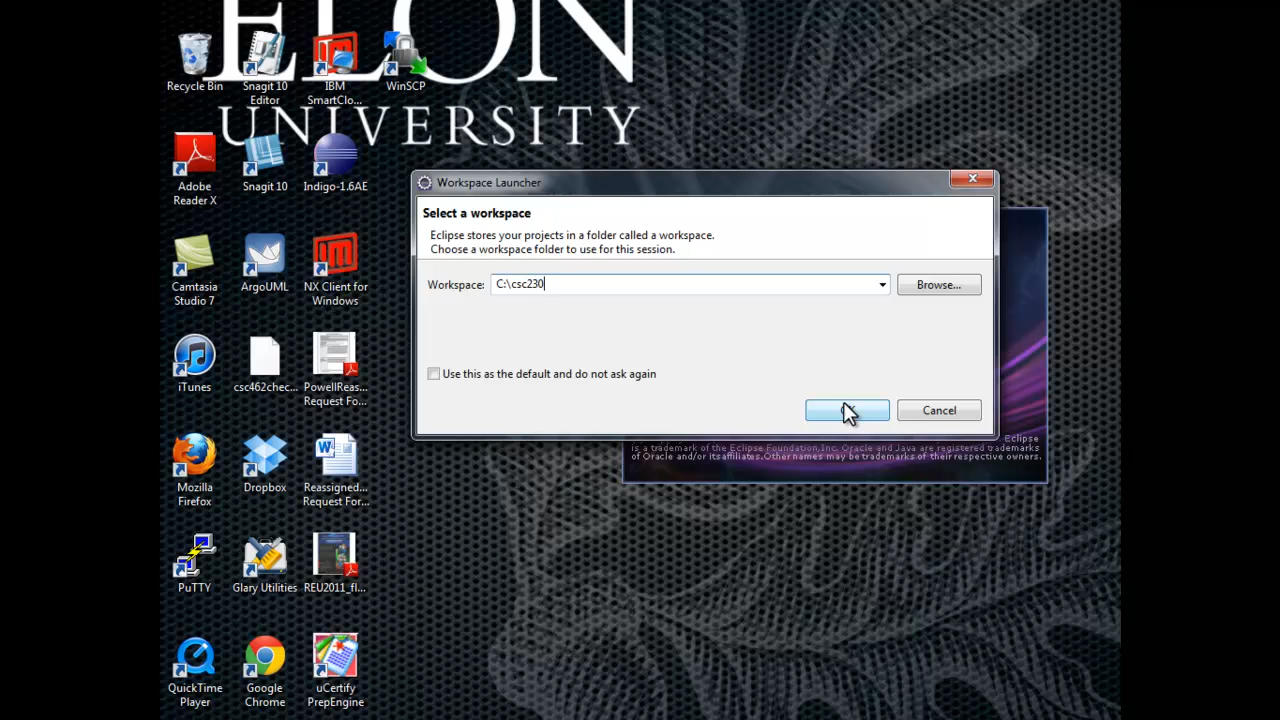 ELON
UNIVERSITY
Recycle Bin
Snagit 10
Editor
IBM
SmartClo...
WinSCP
Adobe
Reader X
Snagit 10
Indigo-1.6AE
Camtasia
Studio 7
ArgoUML
NX Client for
Windows
iTunes
csc462chec...
PowellReas...
Request Fo...
Mozilla
Firefox
Dropbox
Reassigned...
Request For...
PuTTY
Glary Utilities
REU2011_fl...
QuickTime
Player
Google
Chrome
uCertify
PrepEngine
Workspace Launcher
Select a workspace
Eclipse stores your projects in a folder called a workspace.
Choose a workspace folder to use for this session.
Workspace:
C:\csc230
Browse...
Use this as the default and do not ask again
Cancel
Eclipse
is a trademark of the Eclipse Foundation,Inc. Oracle and Java are registered trademarks
of Oracle and/or its affiliates.Other names may be trademarks of their respective owners.